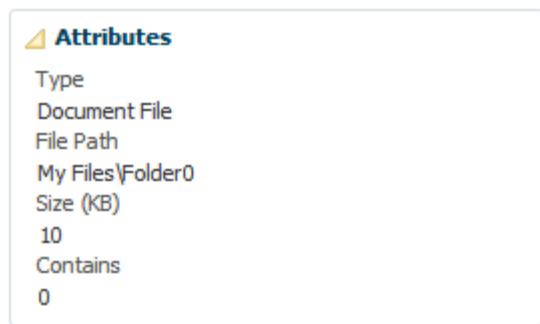 Attributes
Type
Document File
File Path
My Files\Folder0
Size (KB)
10
Contains
0